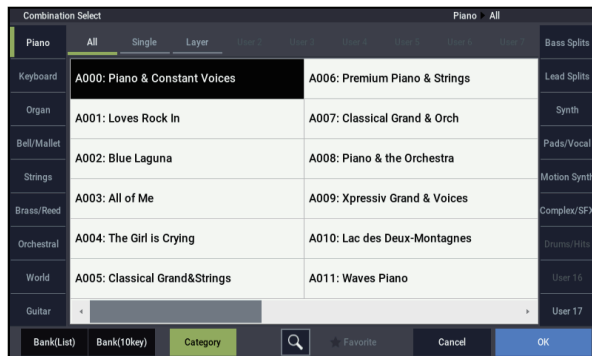 Combination Select Piano All
Piano All Single Layer User 2 User 3 User 4 User 5 User 6 User 7 Bass Splits
Keyboard A000: Piano & Constant Voices A006: Premium Piano & Strings Lead Splits
Organ A001: Loves Rock In A007: Classical Grand & Orch Synth
Bell/Mallet A002: Blue Laguna A008: Piano & the Orchestra Pads/Vocal
Strings A003: All of Me A009: Xpressiv Grand & Voices Motion Synth
Brass/Reed Complex/SFX
Orchestral A004: The Girl is Crying A010: Lac des Deux-Montagnes Drums/Hits
World A005: Classical Grand&Strings A011: Waves Piano User 16
Guitar User 17
Bank(List) Bank(10key) Category Favorite Cancel OK